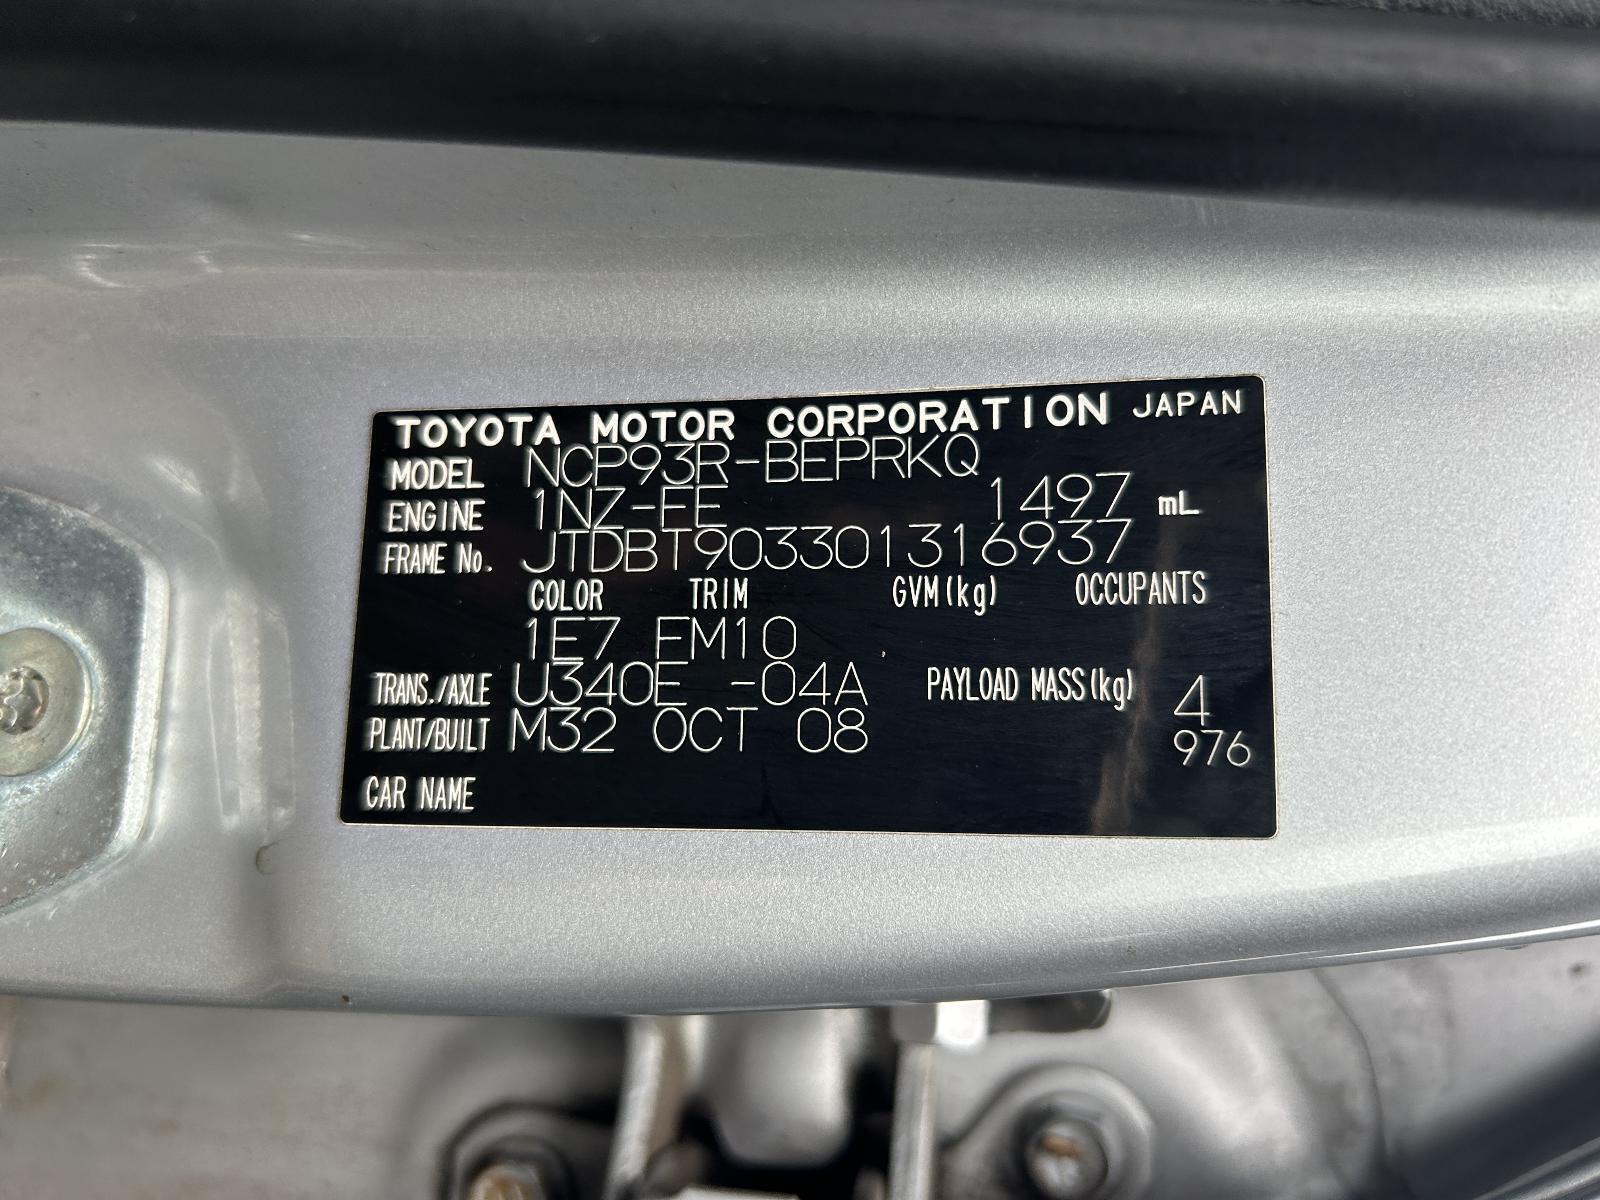 TOYOTA MOTOR CORPORATION JAPAN
MODEL NCP93R-BEPRKQ
ENGINE 1NZ-FE 1497 mL
FRAME No. JTDBT903301316937
COLOR TRIM GVM(kg) OCCUPANTS
1E7 FM10
TRANS./AXLE U340E -04A PAYLOAD MASS(kg) 4
PLANT/BUILT M32 OCT 08 976
CAR NAME